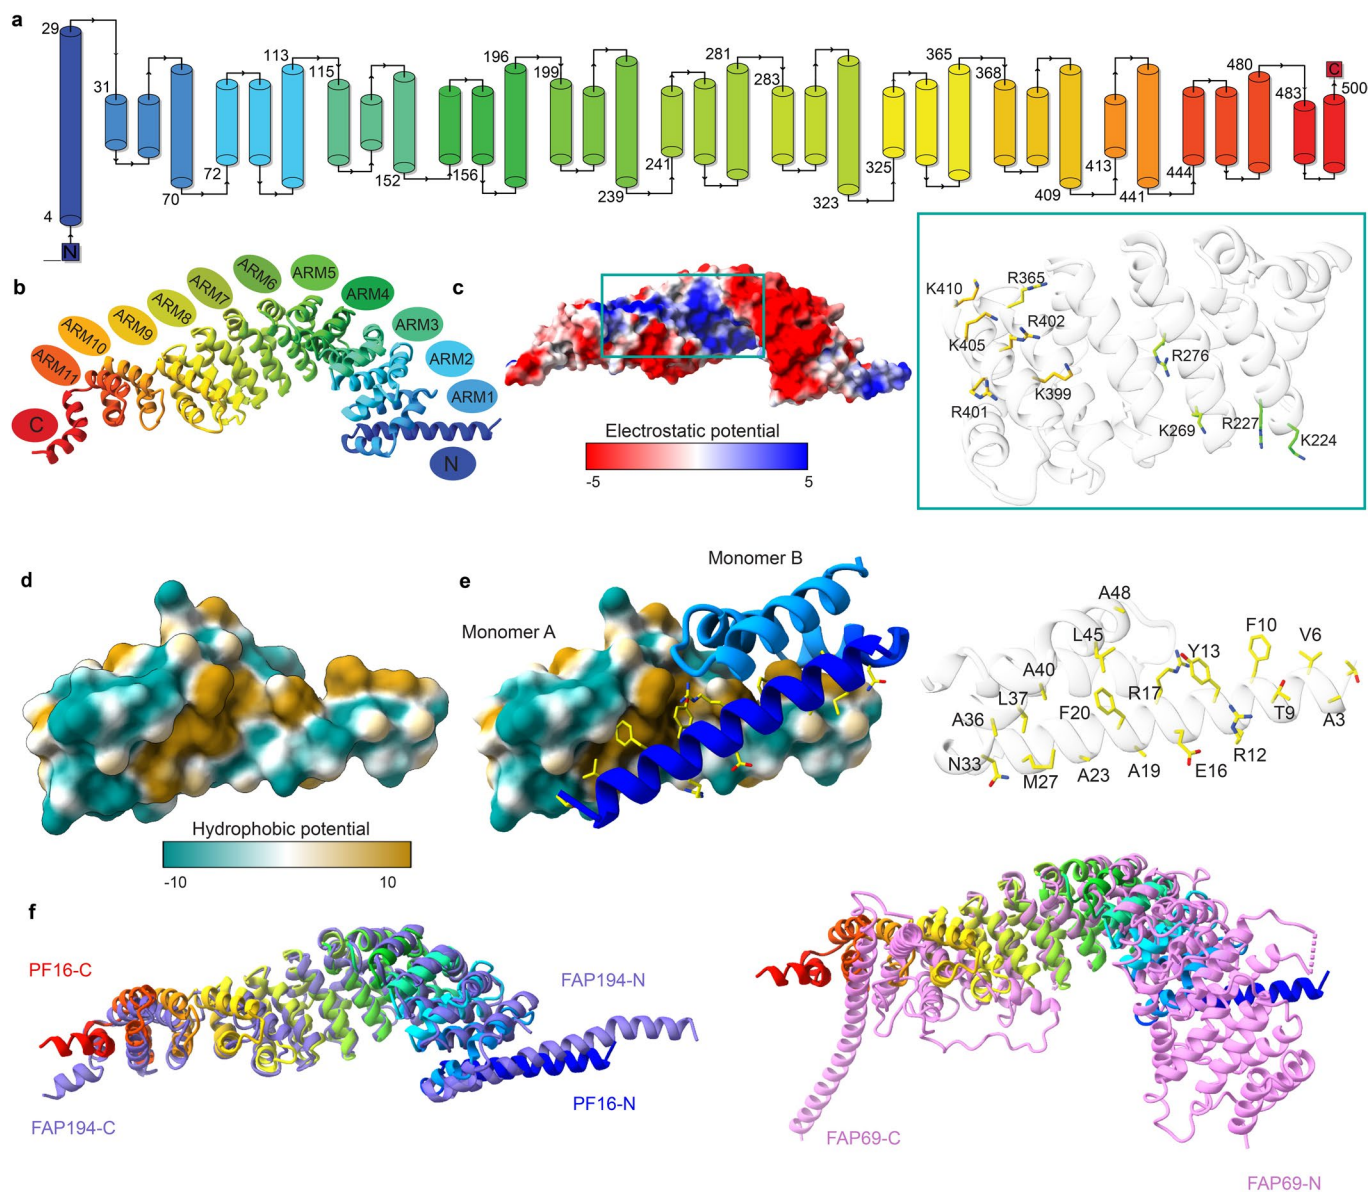 a
29
31
113
115
196
199
281
283
365
368
480
483
C
500
4
N
70
72
152
156
239
241
323
325
409
413
441
444
b
ARM11
ARM10
ARM9
ARM8
ARM7
ARM6
ARM5
ARM4
ARM3
ARM2
ARM1
C
N
c
Electrostatic potential
-5
5
K410
R365
R402
K405
R276
R401
K399
K269
R227
K224
d
Hydrophobic potential
-10
10
e
Monomer B
Monomer A
A48
F10
L45
V6
Y13
A40
R17
L37
F20
T9
A3
A36
N33
R12
E16
M27
A23
A19
f
PF16-C
FAP194-N
PF16-N
FAP194-C
FAP69-C
FAP69-N